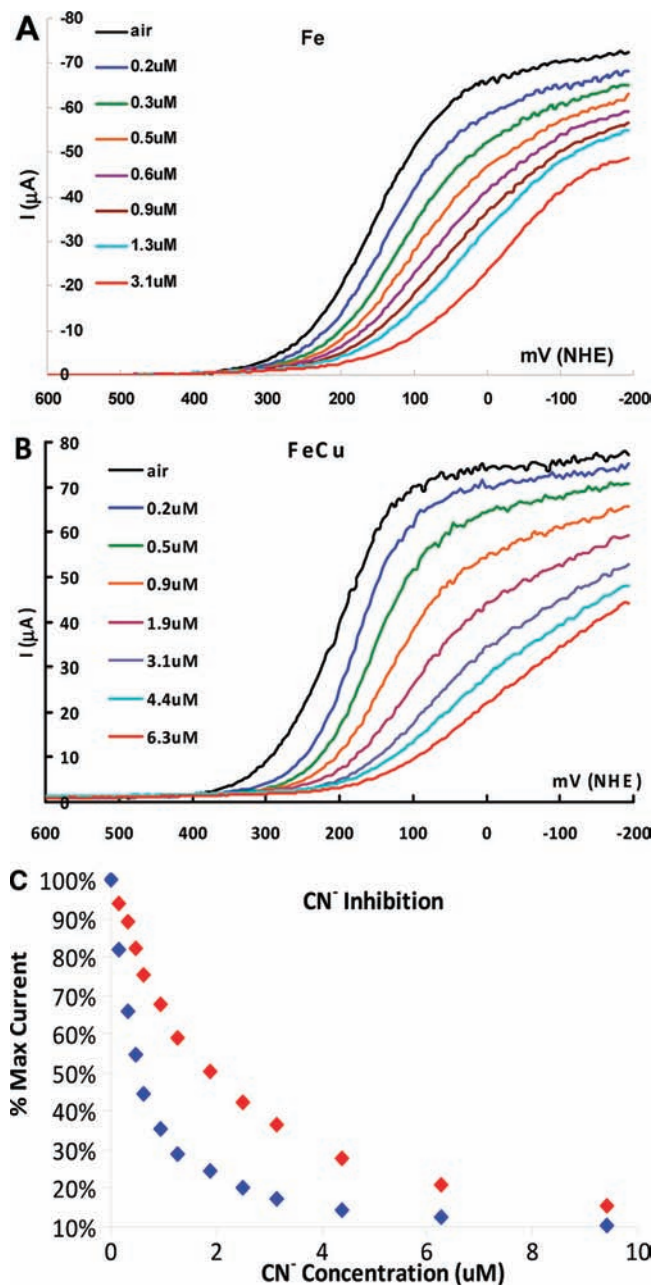 A
Fe
-80
-70
-60
-50
-40
-30
-20
-10
0
I (µA)
air
0.2uM
0.3uM
0.5uM
0.6uM
0.9uM
1.3uM
3.1uM
mV (NHE)
600 500 400 300 200 100 0 -100 -200
B
FeCu
80
70
60
50
40
30
20
10
0
I (µA)
air
0.2uM
0.5uM
0.9uM
1.9uM
3.1uM
4.4uM
6.3uM
mV (NHE)
600 500 400 300 200 100 0 -100 -200
C
CN⁻ Inhibition
100%
90%
80%
70%
60%
50%
40%
30%
20%
10%
% Max Current
0 2 4 6 8 10
CN⁻ Concentration (uM)